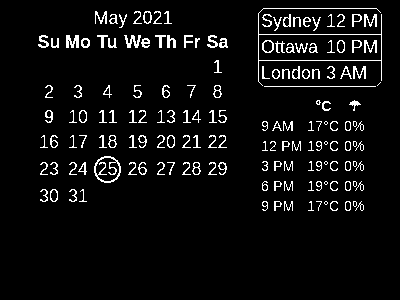 May 2021
Su Mo Tu We Th Fr Sa
1
2 3 4 5 6 7 8
9 10 11 12 13 14 15
16 17 18 19 20 21 22
23 24 25 26 27 28 29
30 31
Sydney 12 PM
Ottawa 10 PM
London 3 AM
°C ☂
9 AM 17°C 0%
12 PM 19°C 0%
3 PM 19°C 0%
6 PM 19°C 0%
9 PM 17°C 0%